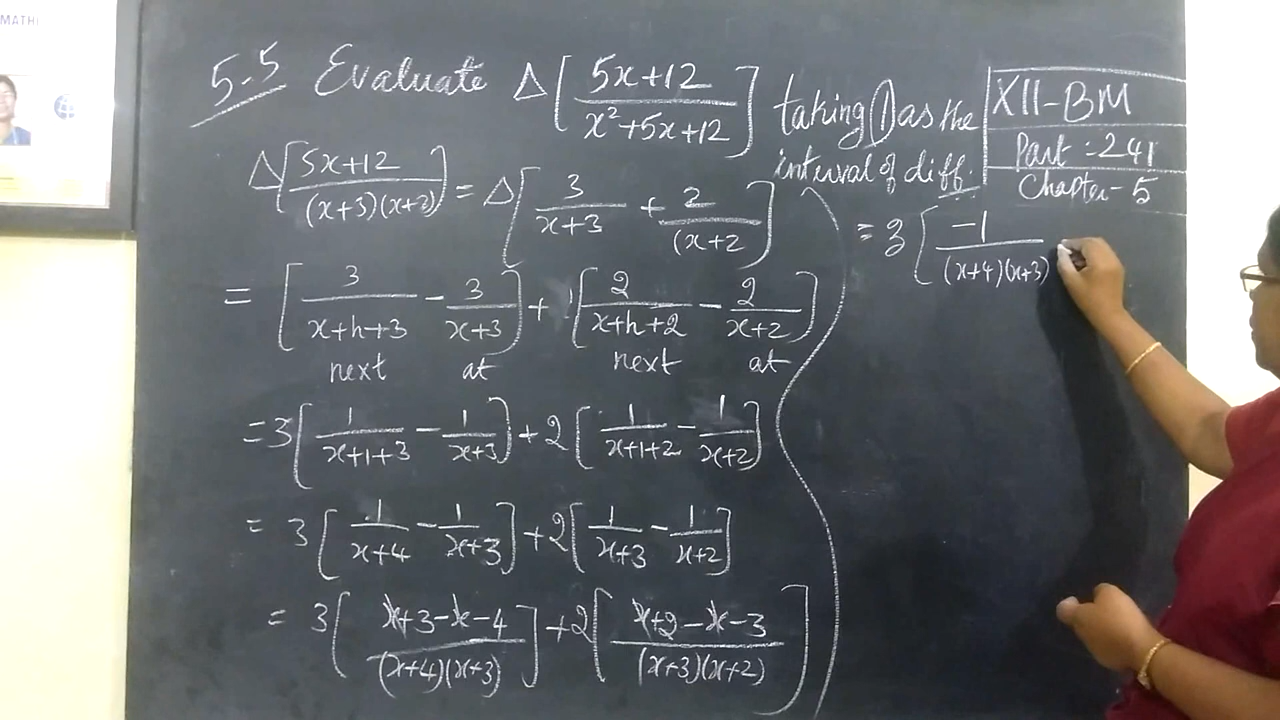 MATHI
5.5 Evaluate Δ[5x+12 / x²+5x+12] taking 1 as the interval of diff.
XII-BM
Part : 241
Chapter-5
Δ[5x+12 / (x+3)(x+2)] = Δ[3 / x+3 + 2 / (x+2]
= [3 / x+h+3 − 3 / x+3] + [2 / x+h+2 − 2 / x+2]
next at next at
=3[1 / x+1+3 − 1 / x+3] + 2[1 / x+1+2 − 1 / x+2]
= 3[1 / x+4 − 1 / x+3] + 2[1 / x+3 − 1 / x+2]
= 3[x+3−x−4 / (x+4)(x+3)] + 2[x+2−x−3 / (x+3)(x+2)]
= 3[−1 / (x+4)(x+3)